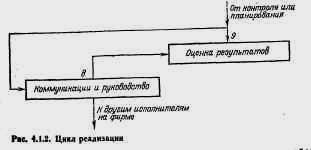 От контроля или
планирования
9
Оценка результатов
8
Коммуникации и руководство
К другим исполнителям
на фирме
Рис. 4.1.2. Цикл реализации